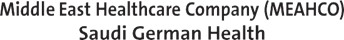 Middle East Healthcare Company (MEAHCO)
Saudi German Health